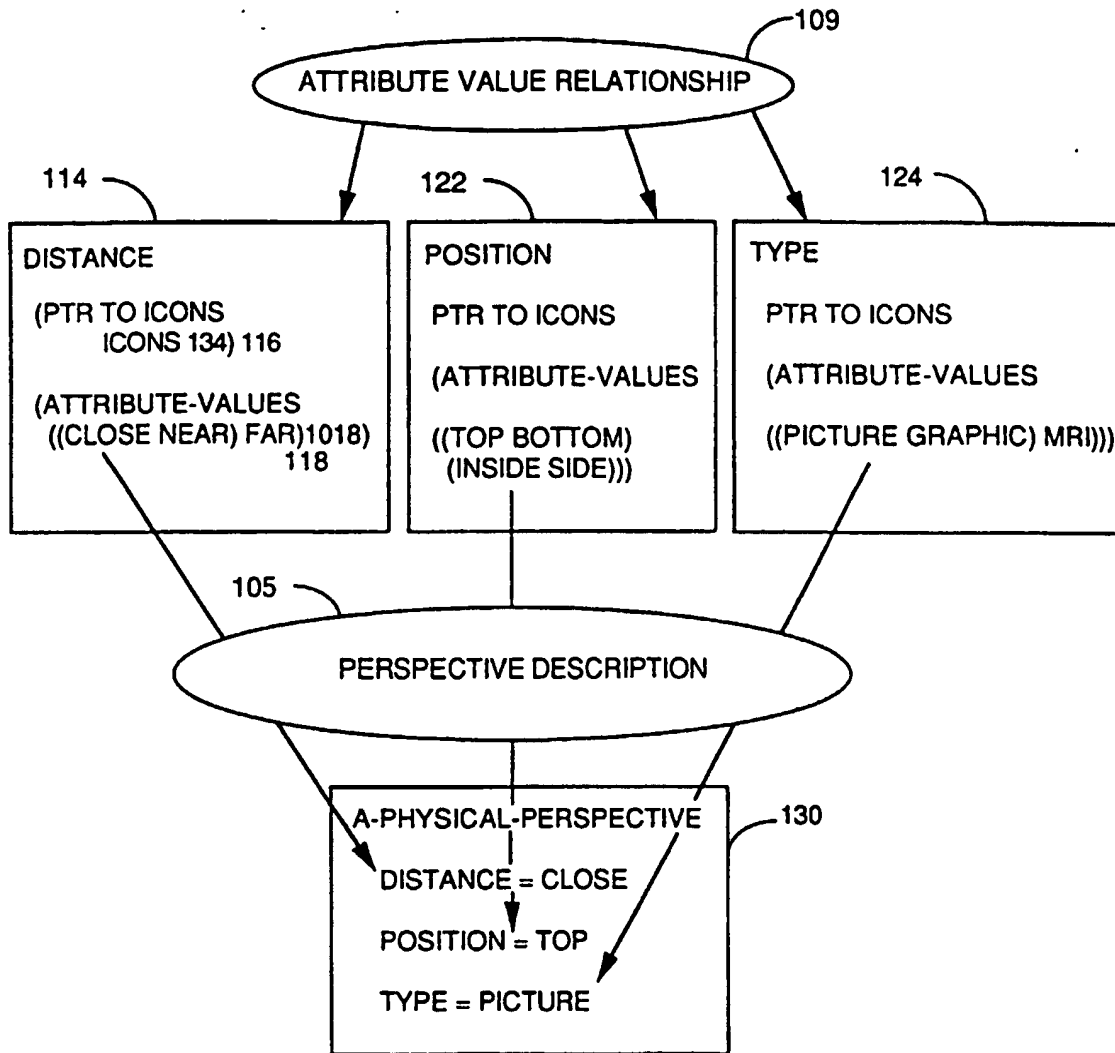 109
ATTRIBUTE VALUE RELATIONSHIP
114
122
124
DISTANCE
(PTR TO ICONS
ICONS 134) 116
(ATTRIBUTE-VALUES
((CLOSE NEAR) FAR)1018)
118
POSITION
PTR TO ICONS
(ATTRIBUTE-VALUES
((TOP BOTTOM)
(INSIDE SIDE)))
TYPE
PTR TO ICONS
(ATTRIBUTE-VALUES
((PICTURE GRAPHIC) MRI)))
105
PERSPECTIVE DESCRIPTION
130
A-PHYSICAL-PERSPECTIVE
DISTANCE = CLOSE
POSITION = TOP
TYPE = PICTURE